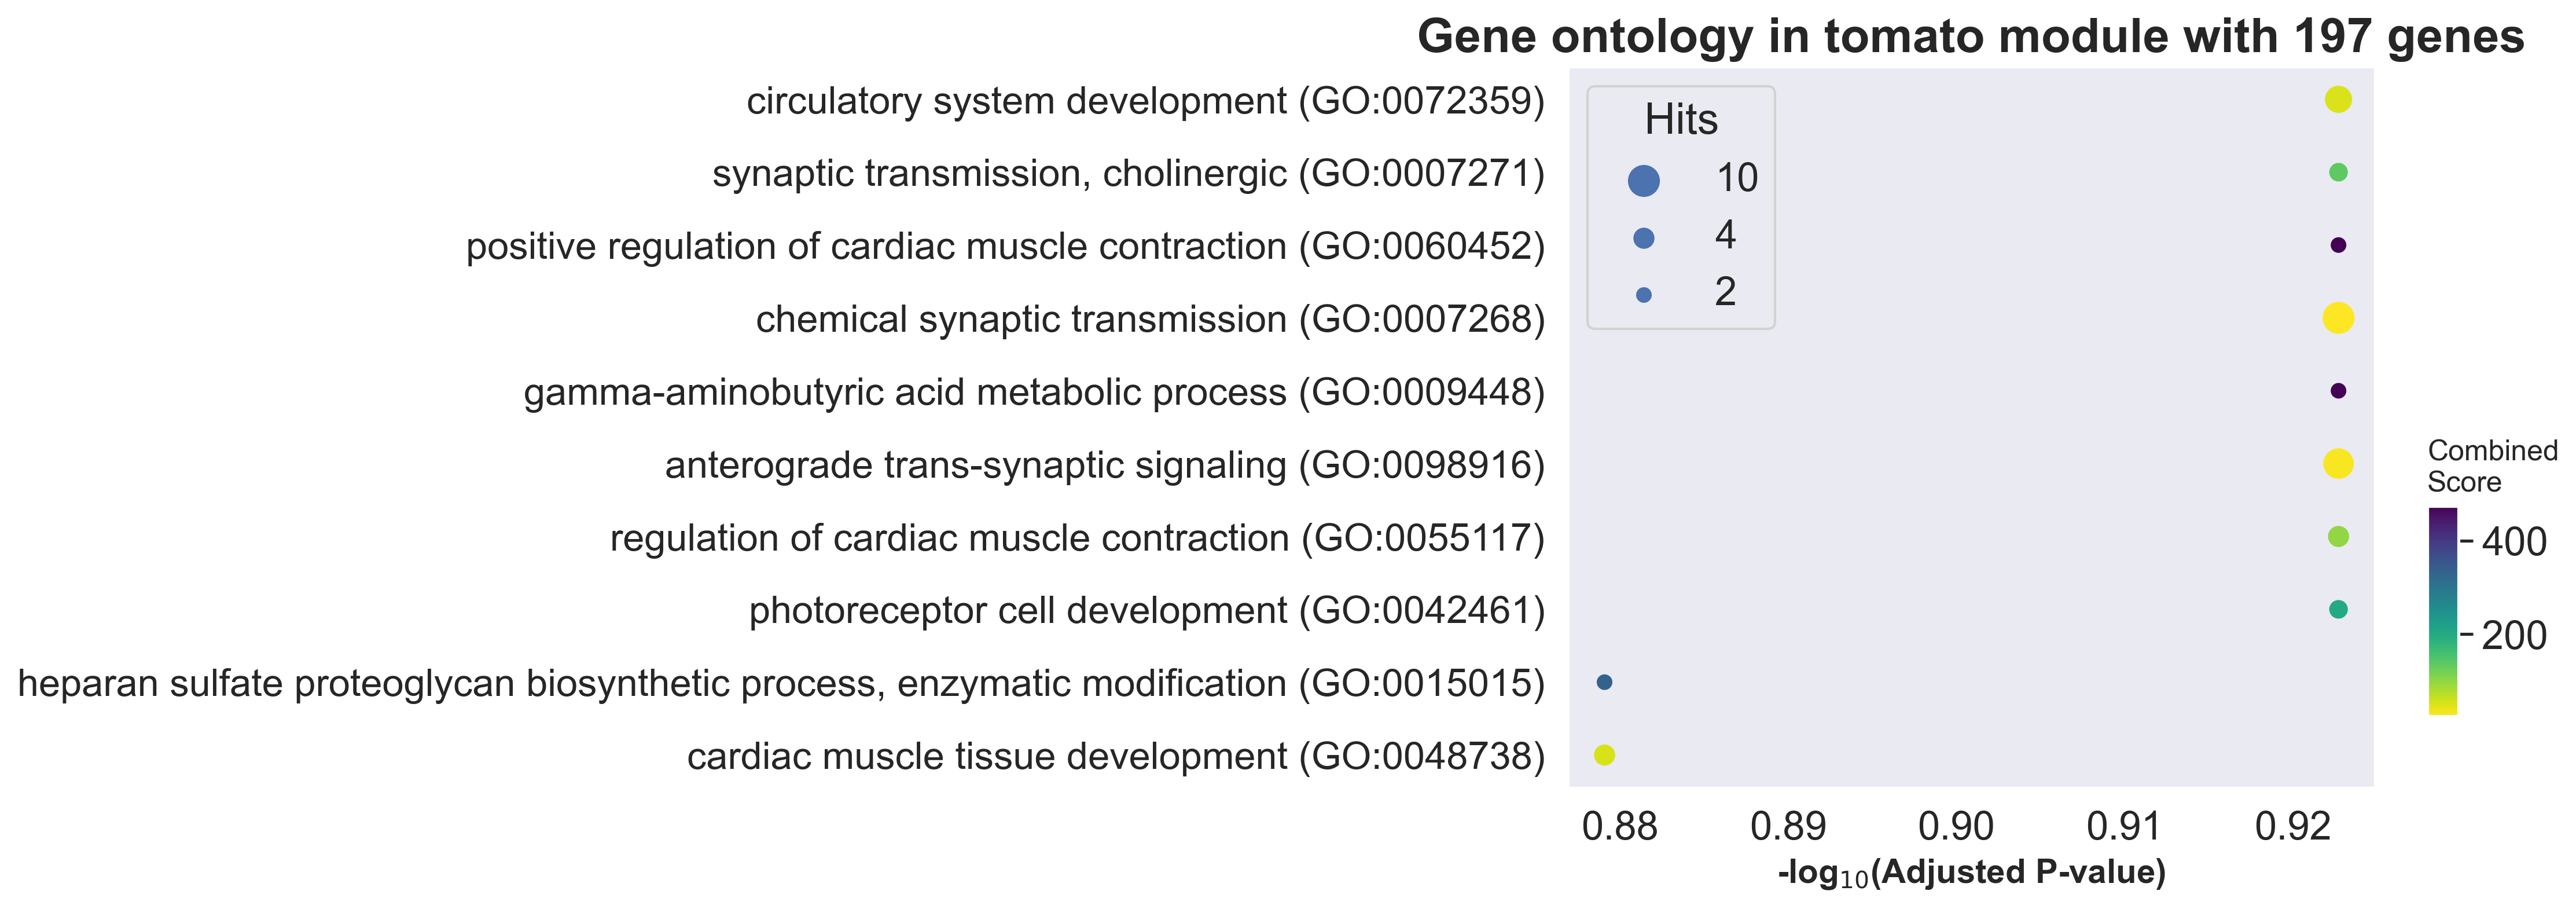 Gene ontology in tomato module with 197 genes
circulatory system development (GO:0072359)
synaptic transmission, cholinergic (GO:0007271)
positive regulation of cardiac muscle contraction (GO:0060452)
chemical synaptic transmission (GO:0007268)
gamma-aminobutyric acid metabolic process (GO:0009448)
anterograde trans-synaptic signaling (GO:0098916)
regulation of cardiac muscle contraction (GO:0055117)
photoreceptor cell development (GO:0042461)
heparan sulfate proteoglycan biosynthetic process, enzymatic modification (GO:0015015)
cardiac muscle tissue development (GO:0048738)
Hits
10
4
2
0.88 0.89 0.90 0.91 0.92
-log₁₀(Adjusted P-value)
Combined
Score
400
200